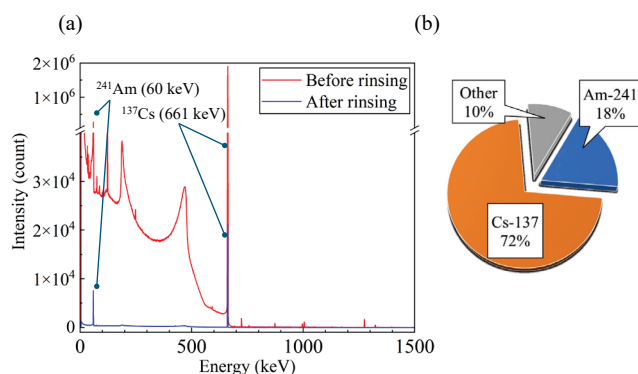 (a)
(b)
2×10⁶
1×10⁶
3×10⁴
2×10⁴
1×10⁴
0
Intensity (count)
²⁴¹Am (60 keV)
¹³⁷Cs (661 keV)
Before rinsing
After rinsing
0
500
1000
1500
Energy (keV)
Other
10%
Am-241
18%
Cs-137
72%